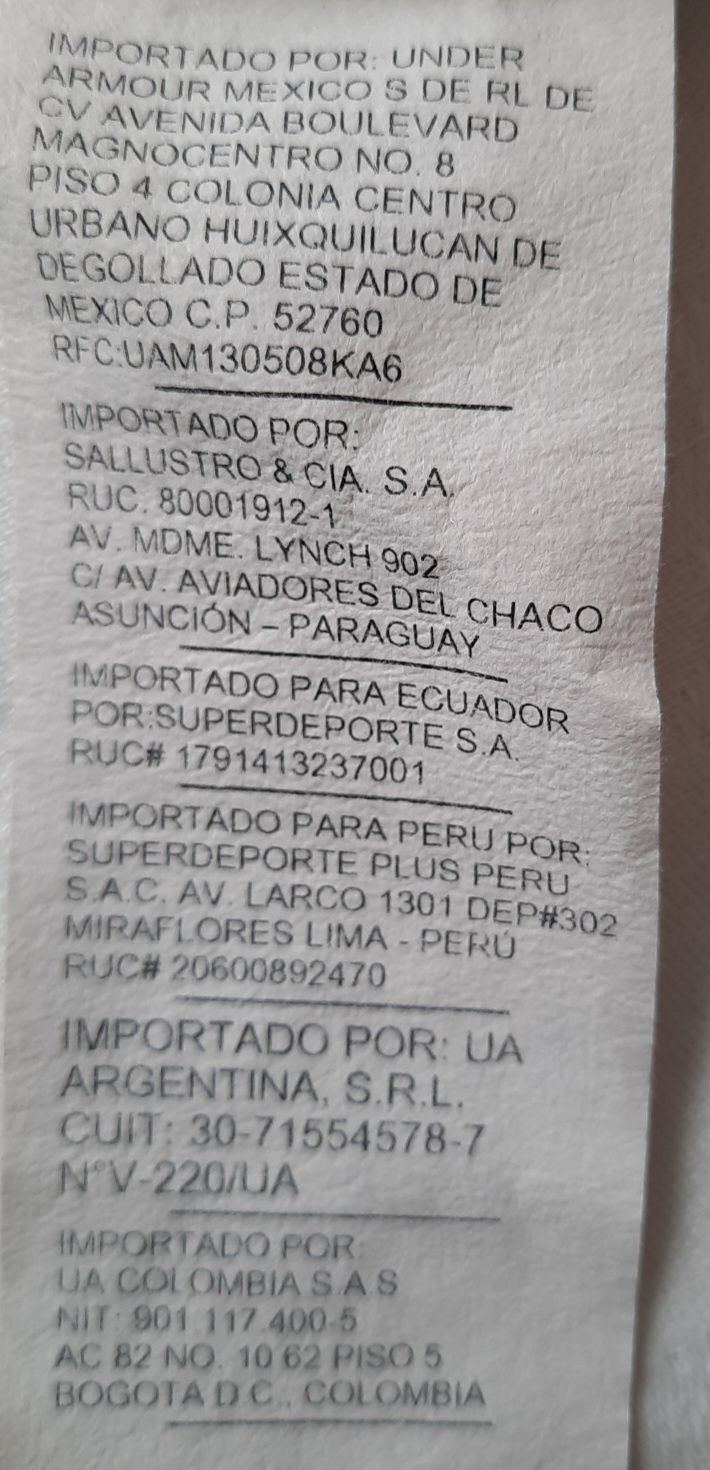 IMPORTADO POR: UNDER
ARMOUR MEXICO S DE RL DE
CV AVENIDA BOULEVARD
MAGNOCENTRO NO. 8
PISO 4 COLONIA CENTRO
URBANO HUIXQUILUCAN DE
DEGOLLADO ESTADO DE
MEXICO C.P. 52760
RFC:UAM130508KA6
IMPORTADO POR:
SALLUSTRO & CIA. S.A.
RUC. 80001912-1
AV. MDME. LYNCH 902
C/ AV. AVIADORES DEL CHACO
ASUNCIÓN – PARAGUAY
IMPORTADO PARA ECUADOR
POR:SUPERDEPORTE S.A.
RUC# 1791413237001
IMPORTADO PARA PERU POR:
SUPERDEPORTE PLUS PERU
S.A.C. AV. LARCO 1301 DEP#302
MIRAFLORES LIMA - PERÚ
RUC# 20600892470
IMPORTADO POR: UA
ARGENTINA, S.R.L.
CUIT: 30-71554578-7
N°V-220/UA
IMPORTADO POR:
UA COLOMBIA S.A.S
NIT: 901.117.400-5
AC 82 NO. 10 62 PISO 5
BOGOTA D.C., COLOMBIA